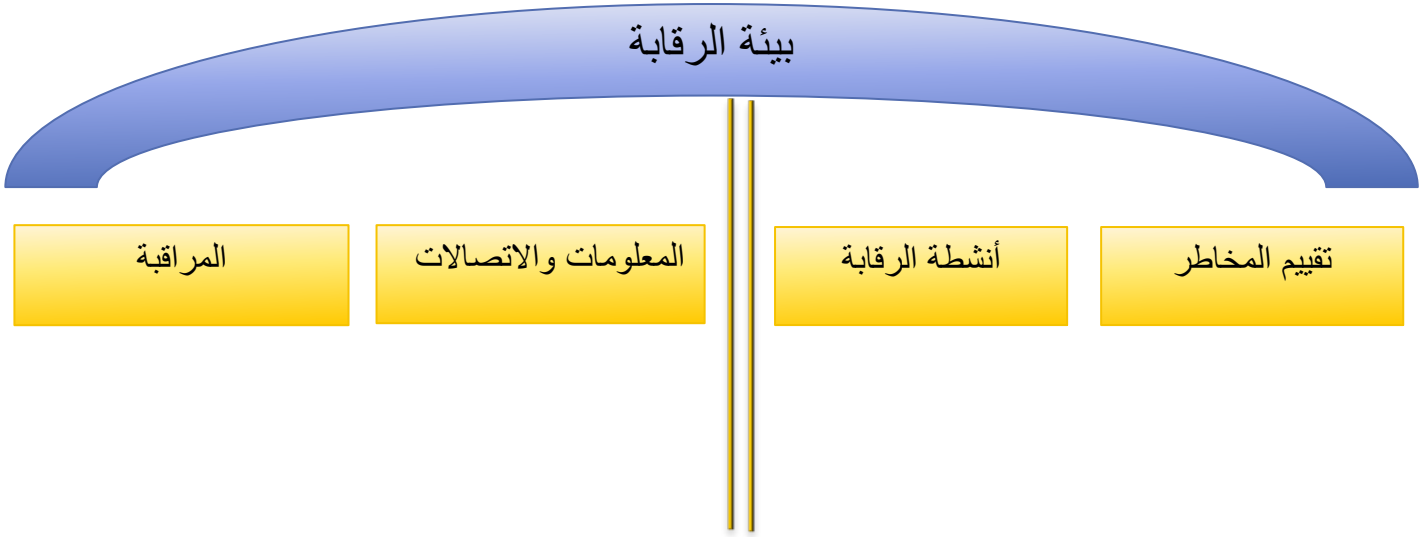 بيئة الرقابة
تقييم المخاطر
أنشطة الرقابة
المعلومات والاتصالات
المراقبة